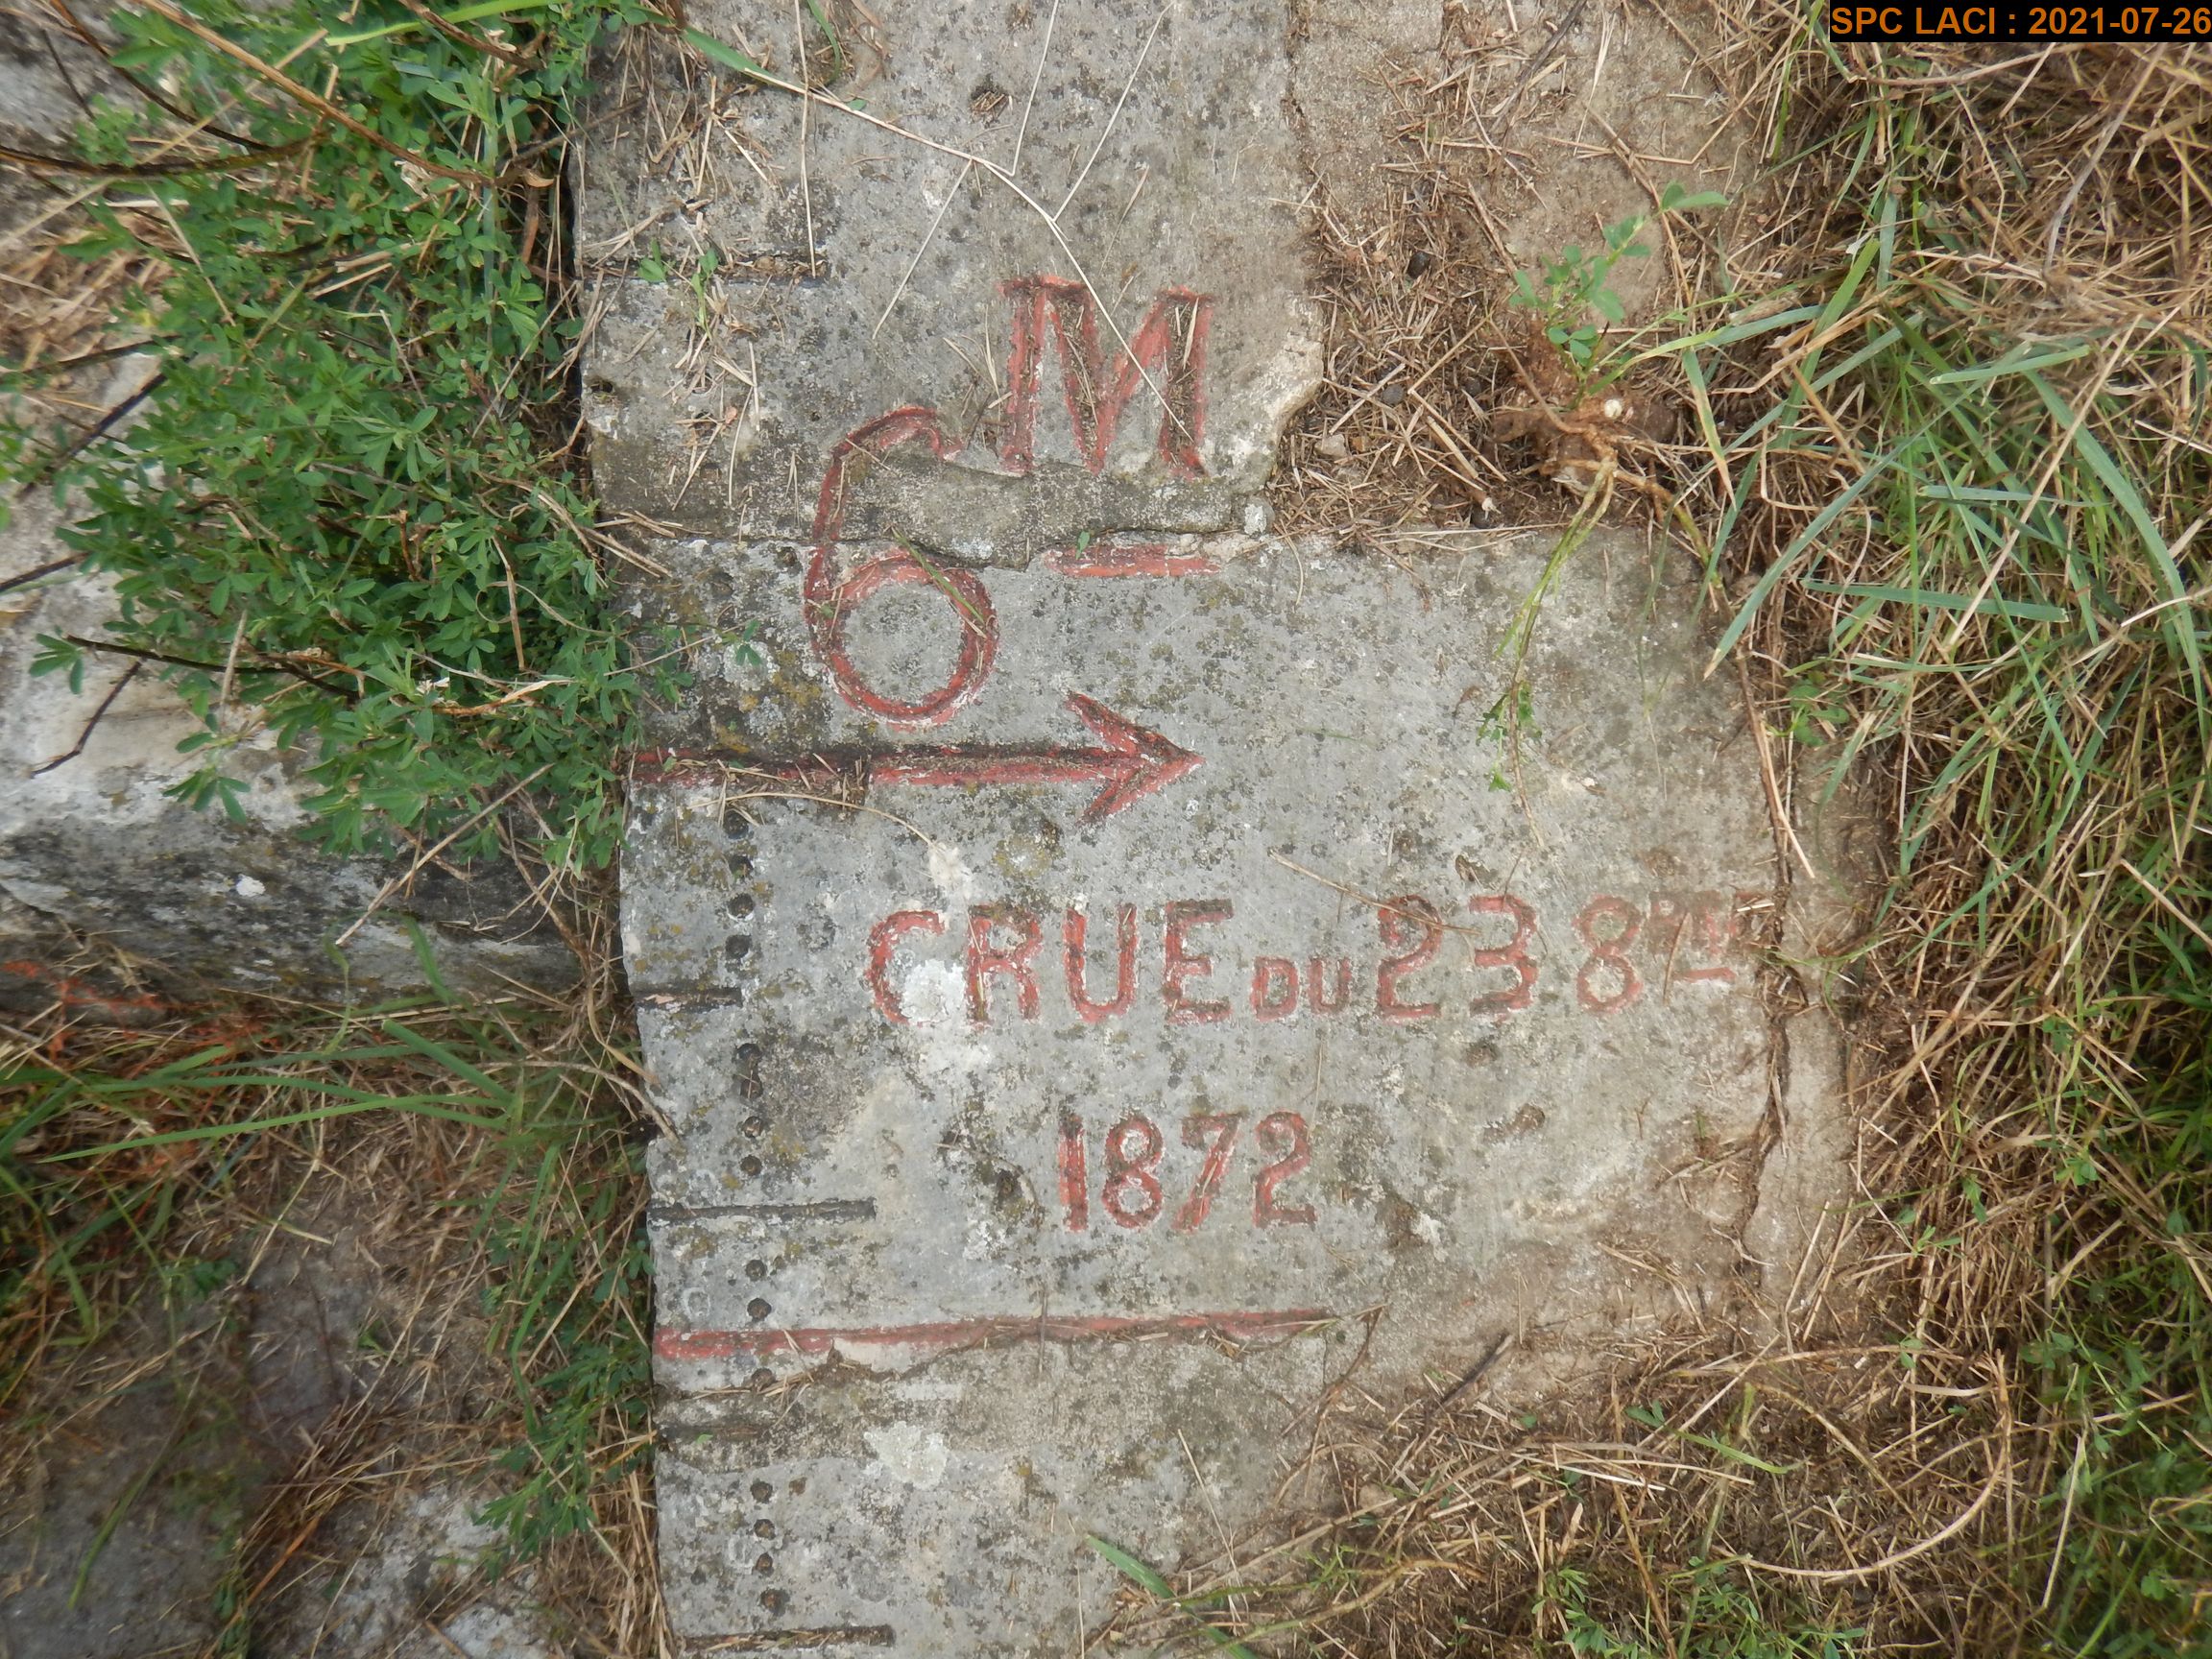 SPC LACI : 2021-07-26
6M
CRUE DU 23 8BRE
1872